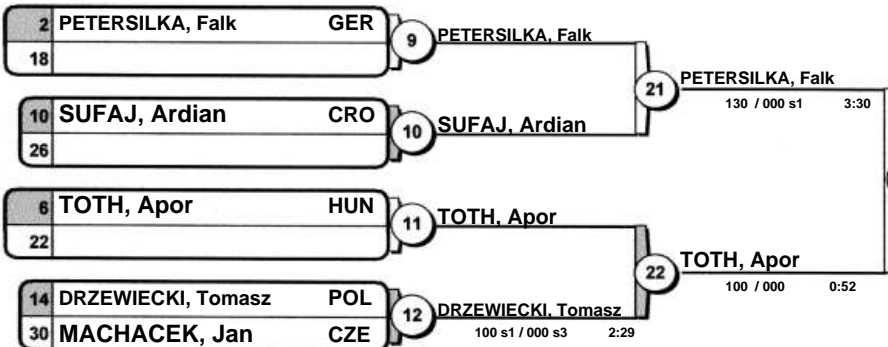 2 PETERSILKA, Falk GER 9 PETERSILKA, Falk
18
21 PETERSILKA, Falk
130 / 000 s1 3:30
10 SUFAJ, Ardian CRO 10 SUFAJ, Ardian
26
6 TOTH, Apor HUN 11 TOTH, Apor
22
22 TOTH, Apor
100 / 000 0:52
14 DRZEWIECKI, Tomasz POL 12 DRZEWIECKI, Tomasz
30 MACHACEK, Jan CZE 100 s1 / 000 s3 2:29